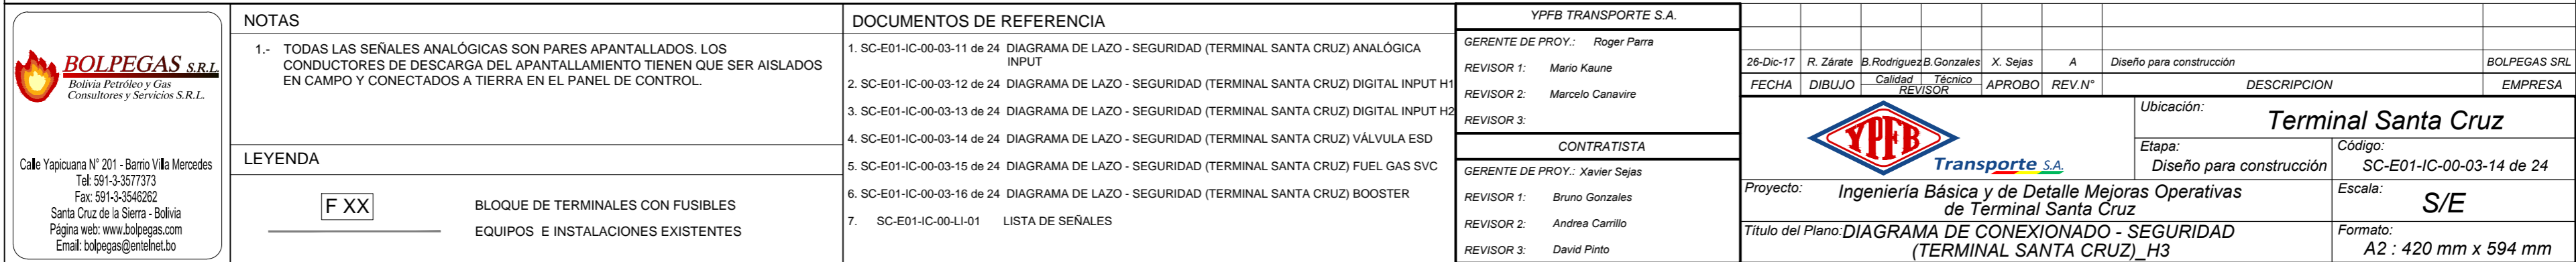 BOLPEGAS S.R.L.
Bolivia Petróleo y Gas
Consultores y Servicios S.R.L.
Calle Yapicuana N° 201 - Barrio Villa Mercedes
Tel: 591-3-3577373
Fax: 591-3-3546262
Santa Cruz de la Sierra - Bolivia
Página web: www.bolpegas.com
Email: bolpegas@entelnet.bo
NOTAS
1.- TODAS LAS SEÑALES ANALÓGICAS SON PARES APANTALLADOS. LOS
CONDUCTORES DE DESCARGA DEL APANTALLAMIENTO TIENEN QUE SER AISLADOS
EN CAMPO Y CONECTADOS A TIERRA EN EL PANEL DE CONTROL.
LEYENDA
F XX BLOQUE DE TERMINALES CON FUSIBLES
EQUIPOS E INSTALACIONES EXISTENTES
DOCUMENTOS DE REFERENCIA
1. SC-E01-IC-00-03-11 de 24 DIAGRAMA DE LAZO - SEGURIDAD (TERMINAL SANTA CRUZ) ANALÓGICA
INPUT
2. SC-E01-IC-00-03-12 de 24 DIAGRAMA DE LAZO - SEGURIDAD (TERMINAL SANTA CRUZ) DIGITAL INPUT H1
3. SC-E01-IC-00-03-13 de 24 DIAGRAMA DE LAZO - SEGURIDAD (TERMINAL SANTA CRUZ) DIGITAL INPUT H2
4. SC-E01-IC-00-03-14 de 24 DIAGRAMA DE LAZO - SEGURIDAD (TERMINAL SANTA CRUZ) VÁLVULA ESD
5. SC-E01-IC-00-03-15 de 24 DIAGRAMA DE LAZO - SEGURIDAD (TERMINAL SANTA CRUZ) FUEL GAS SVC
6. SC-E01-IC-00-03-16 de 24 DIAGRAMA DE LAZO - SEGURIDAD (TERMINAL SANTA CRUZ) BOOSTER
7. SC-E01-IC-00-LI-01 LISTA DE SEÑALES
YPFB TRANSPORTE S.A.
GERENTE DE PROY.: Roger Parra
REVISOR 1: Mario Kaune
REVISOR 2: Marcelo Canavire
REVISOR 3:
CONTRATISTA
GERENTE DE PROY.: Xavier Sejas
REVISOR 1: Bruno Gonzales
REVISOR 2: Andrea Carrillo
REVISOR 3: David Pinto
26-Dic-17 R. Zárate B.Rodriguez B.Gonzales X. Sejas A Diseño para construcción BOLPEGAS SRL
FECHA DIBUJO Calidad Técnico REVISOR APROBO REV.N° DESCRIPCION EMPRESA
YPFB
Transporte S.A.
Ubicación:
Terminal Santa Cruz
Etapa:
Diseño para construcción
Código:
SC-E01-IC-00-03-14 de 24
Proyecto: Ingeniería Básica y de Detalle Mejoras Operativas
de Terminal Santa Cruz
Escala:
S/E
Título del Plano: DIAGRAMA DE CONEXIONADO - SEGURIDAD
(TERMINAL SANTA CRUZ)_H3
Formato:
A2 : 420 mm x 594 mm